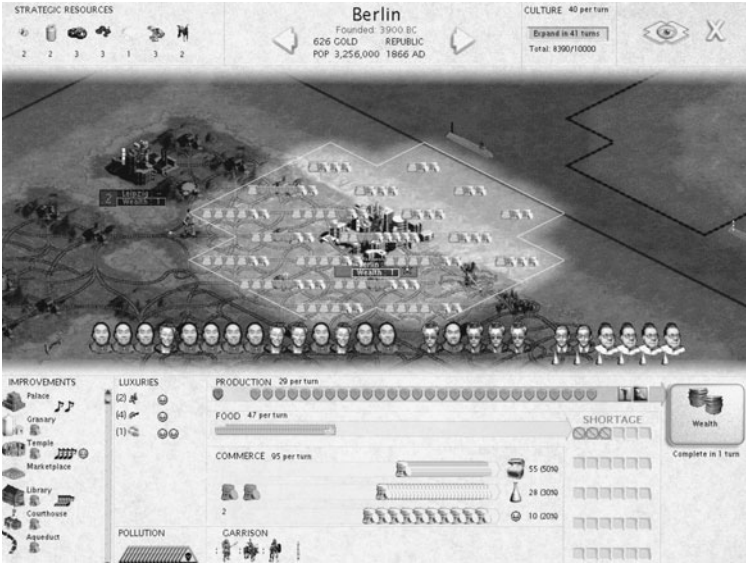 STRATEGIC RESOURCES
2 2 3 3 1 3 2
Berlin
Founded: 3900 BC
626 GOLD REPUBLIC
POP 3,256,000 1866 AD
CULTURE 40 per turn
Expand in 41 turns
Total: 8390/10000
X
2 Leipzig
Wealth 1
Berlin
Wealth 1
IMPROVEMENTS
Palace
Granary
Temple
Marketplace
Library
Courthouse
Aqueduct
LUXURIES
(2)
(4)
(1)
POLLUTION
PRODUCTION 29 per turn
FOOD 47 per turn
SHORTAGE
COMMERCE 95 per turn
55 (50%)
28 (30%)
2
10 (20%)
GARRISON
Wealth
Complete in 1 turn